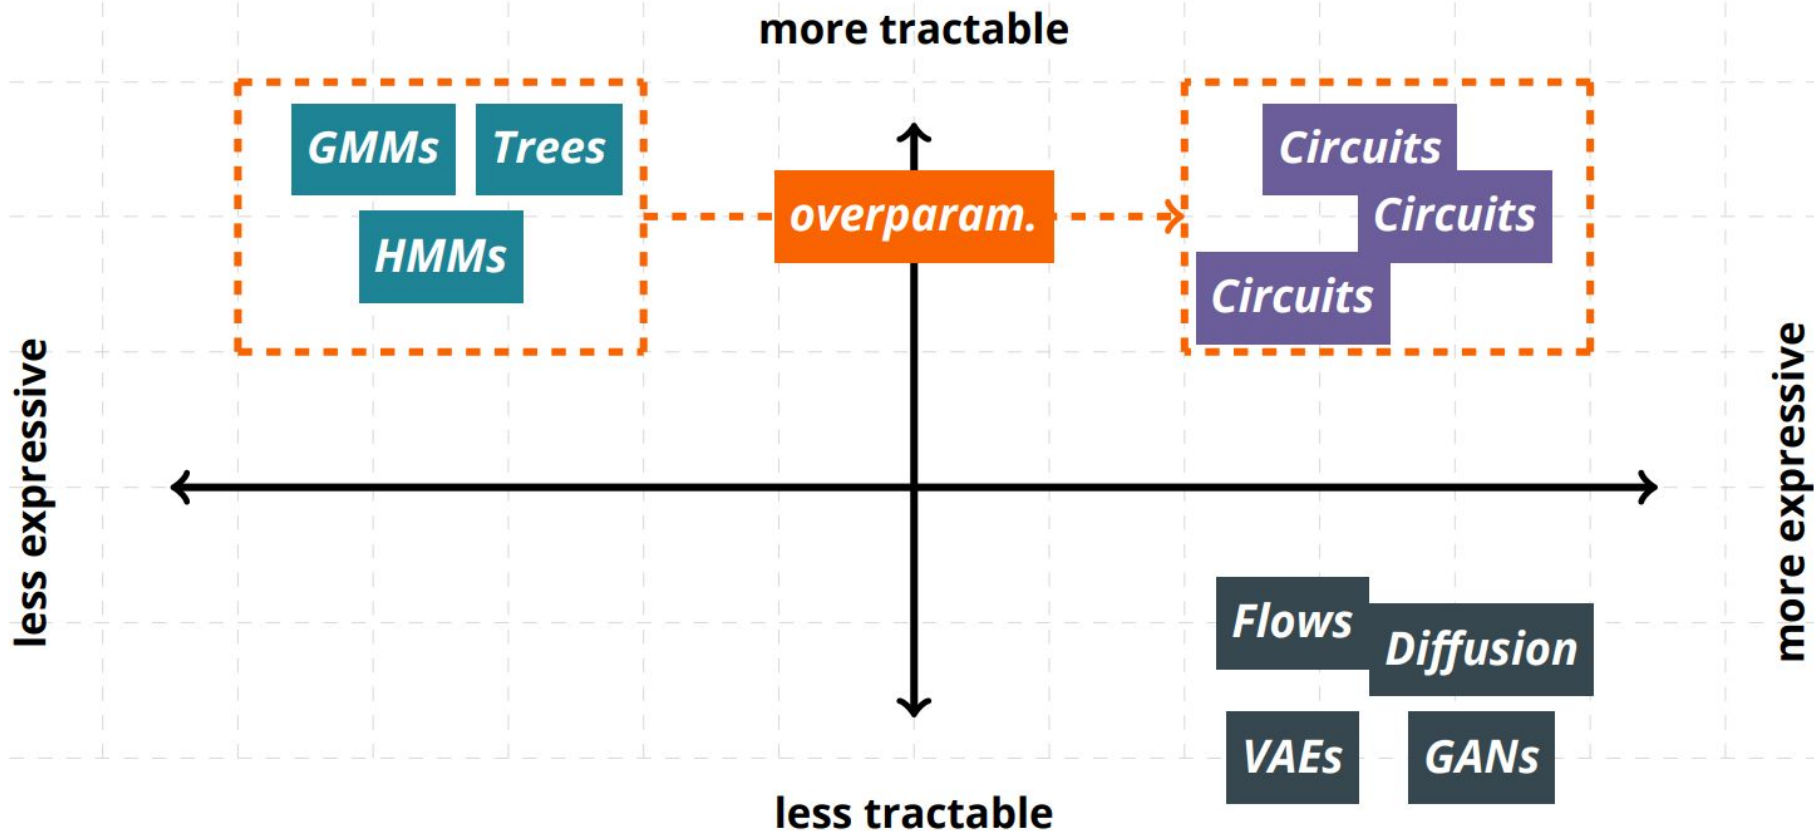 more tractable
GMMs
Trees
HMMs
overparam.
Circuits
Circuits
Circuits
less expressive
more expressive
Flows
Diffusion
VAEs
GANs
less tractable